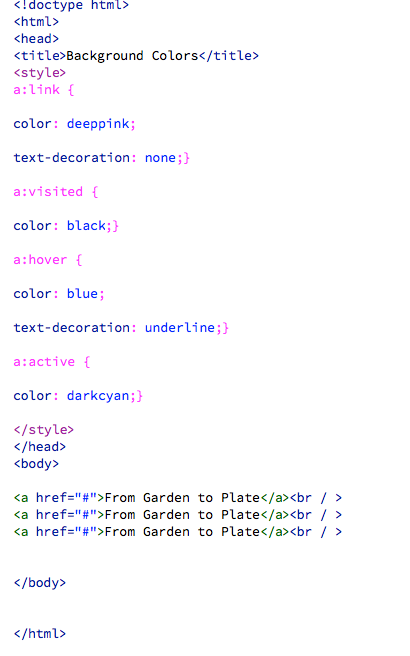 <!doctype html>
<html>
<head>
<title>Background Colors</title>
<style>
a:link {
color: deeppink;
text-decoration: none;}
a:visited {
color: black;}
a:hover {
color: blue;
text-decoration: underline;}
a:active {
color: darkcyan;}
</style>
</head>
<body>
<a href="#">From Garden to Plate</a><br / >
<a href="#">From Garden to Plate</a><br / >
<a href="#">From Garden to Plate</a><br / >
</body>
</html>